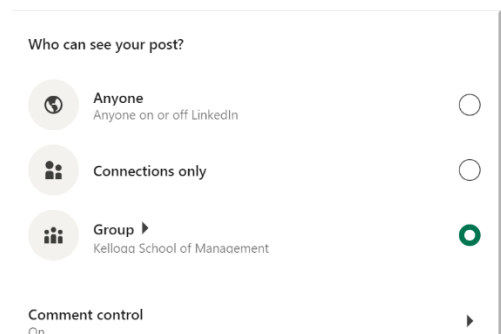 Who can see your post?
Anyone
Anyone on or off LinkedIn
Connections only
Group
Kellogg School of Management
Comment control
On